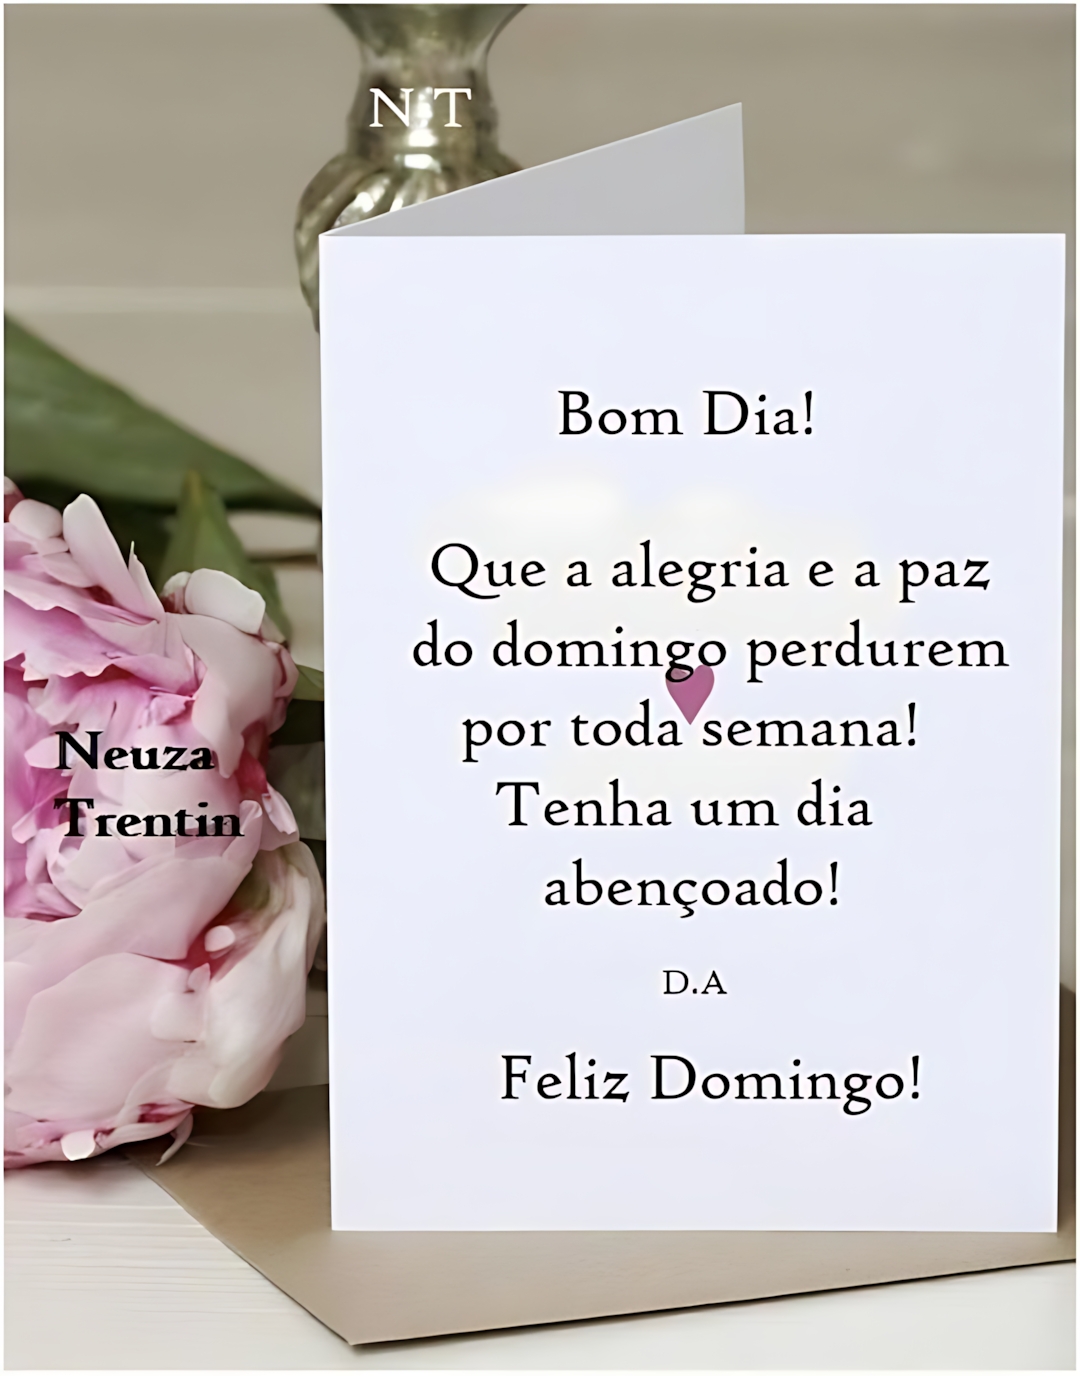 N T
Bom Dia!
Que a alegria e a paz
do domingo perdurem
por toda semana!
Tenha um dia
abençoado!
D.A
Feliz Domingo!
Neuza
Trentin